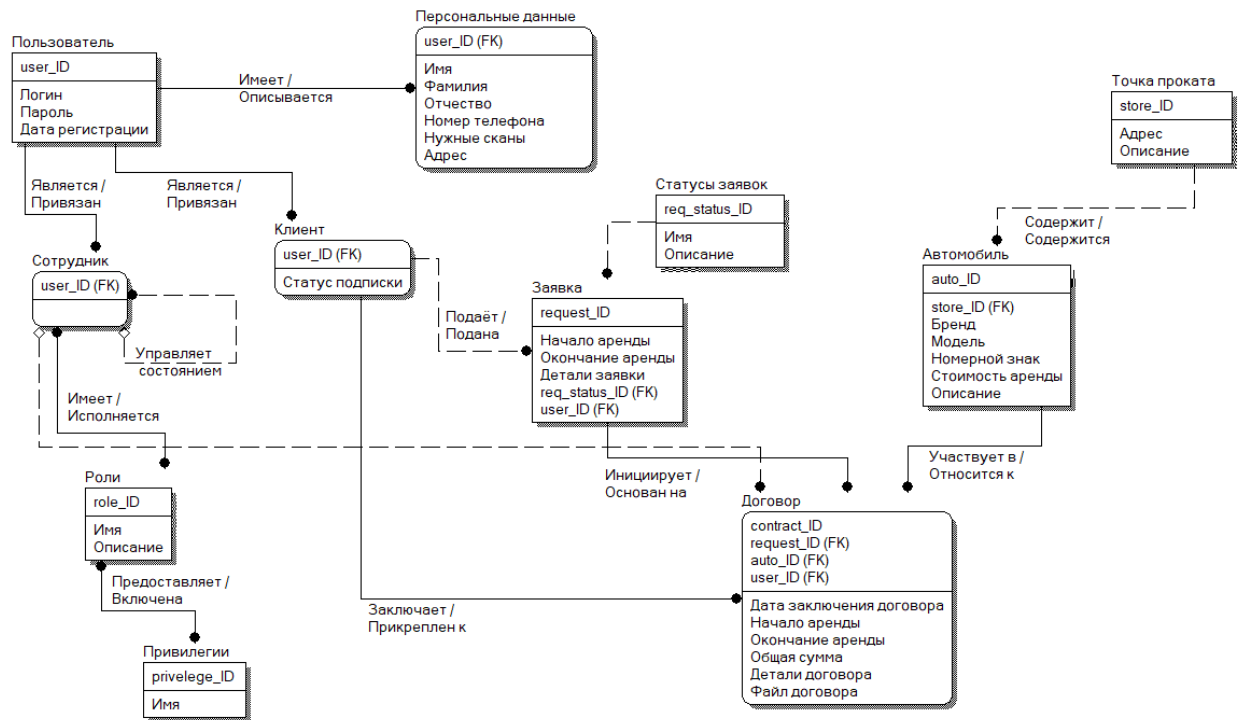 Персональные данные
user_ID (FK)
Имя
Фамилия
Отчество
Номер телефона
Нужные сканы
Адрес
Пользователь
user_ID
Логин
Пароль
Дата регистрации
Имеет /
Описывается
Точка проката
store_ID
Адрес
Описание
Является /
Привязан
Является /
Привязан
Статусы заявок
req_status_ID
Имя
Описание
Содержит /
Содержится
Клиент
user_ID (FK)
Статус подписки
Сотрудник
user_ID (FK)
Управляет
состоянием
Подаёт /
Подана
Заявка
request_ID
Начало аренды
Окончание аренды
Детали заявки
req_status_ID (FK)
user_ID (FK)
Автомобиль
auto_ID
store_ID (FK)
Бренд
Модель
Номерной знак
Стоимость аренды
Описание
Имеет /
Исполняется
Инициирует /
Основан на
Участвует в /
Относится к
Роли
role_ID
Имя
Описание
Договор
contract_ID
request_ID (FK)
auto_ID (FK)
user_ID (FK)
Дата заключения договора
Начало аренды
Окончание аренды
Общая сумма
Детали договора
Файл договора
Предоставляет /
Включена
Заключает /
Прикреплен к
Привилегии
privelege_ID
Имя